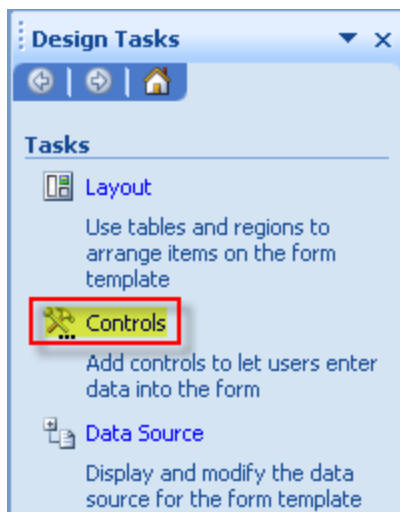 Design Tasks
Tasks
Layout
Use tables and regions to
arrange items on the form
template
Controls
Add controls to let users enter
data into the form
Data Source
Display and modify the data
source for the form template